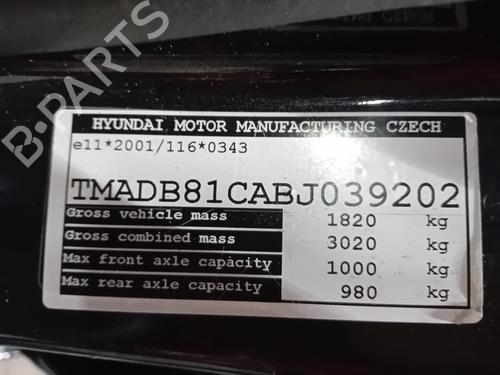 HYUNDAI MOTOR MANUFACTURING CZECH
e11*2001/116*0343
TMADB81CABJ039202
Gross vehicle mass 1820 kg
Gross combined mass 3020 kg
Max front axle capacity 1000 kg
Max rear axle capacity 980 kg
B-PARTS